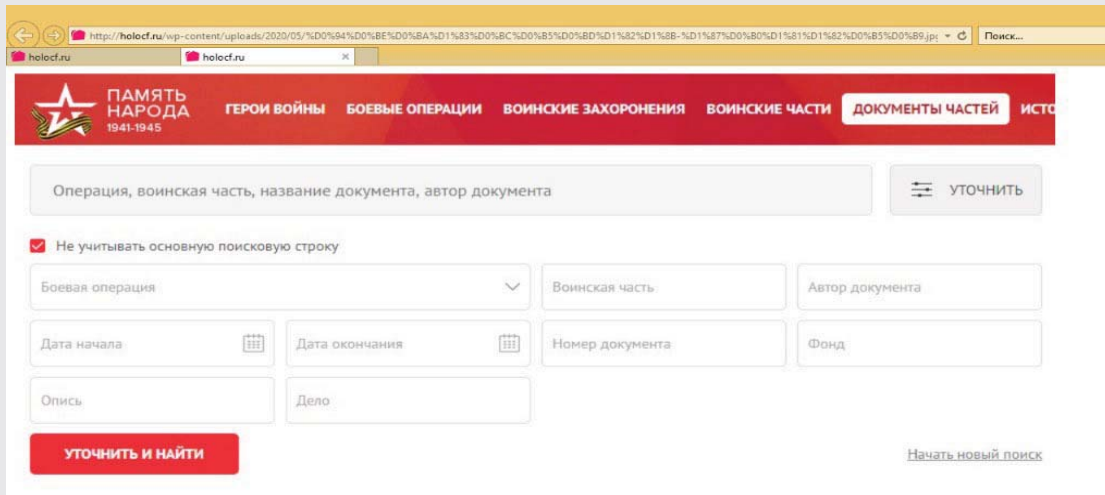 http://holocf.ru/wp-content/uploads/2020/05/%D0%94%D0%BE%D0%BA%D1%83%D0%BC%D0%B5%D0%BD%D1%82%D1%8B-%D1%87%D0%B0%D1%81%D1%82%D0%B5%D0%B9.jpg
Поиск...
holocf.ru
holocf.ru
ПАМЯТЬ
НАРОДА
1941-1945
ГЕРОИ ВОЙНЫ БОЕВЫЕ ОПЕРАЦИИ ВОИНСКИЕ ЗАХОРОНЕНИЯ ВОИНСКИЕ ЧАСТИ ДОКУМЕНТЫ ЧАСТЕЙ ИСТО
Операция, воинская часть, название документа, автор документа
УТОЧНИТЬ
Не учитывать основную поисковую строку
Боевая операция Воинская часть Автор документа
Дата начала Дата окончания Номер документа Фонд
Опись Дело
УТОЧНИТЬ И НАЙТИ
Начать новый поиск